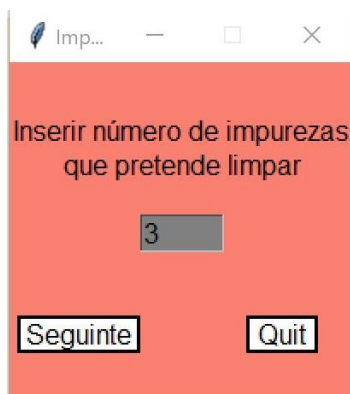 Imp...
Inserir número de impurezas
que pretende limpar
3
Seguinte Quit